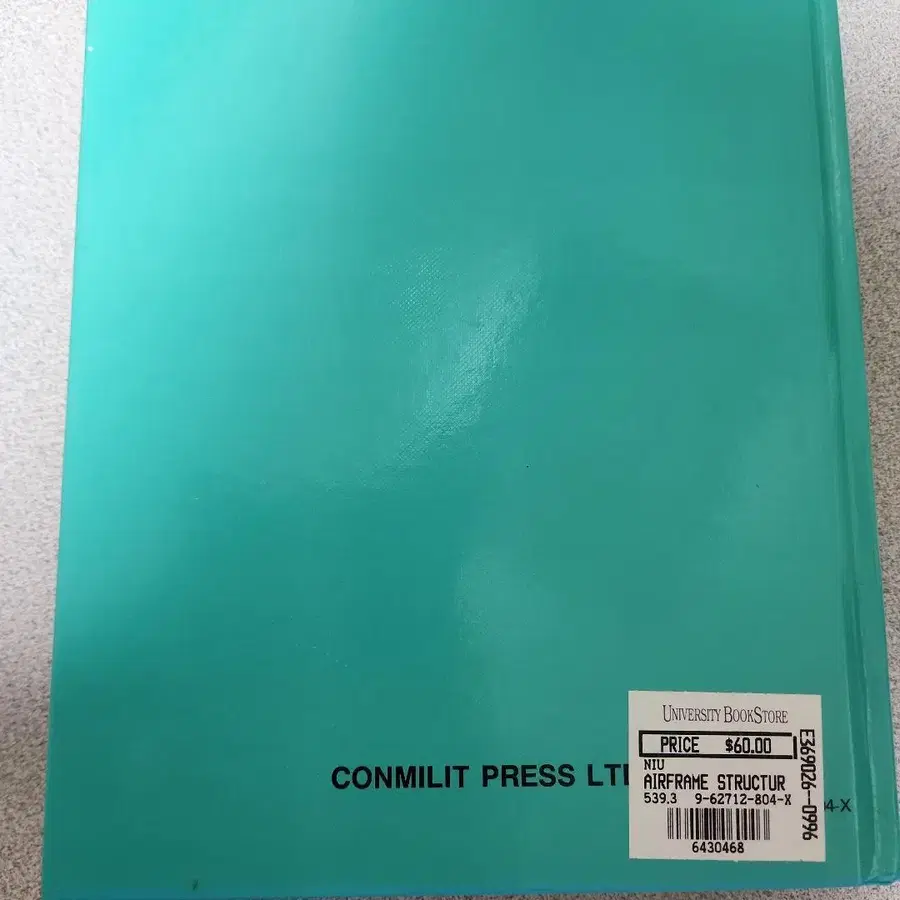 CONMILIT PRESS LT
UNIVERSITY BOOKSTORE
PRICE $60.00
NIU
AIRFRAME STRUCTUR
539.3 9-62712-804-X
6430468
E369026-0996
04-X